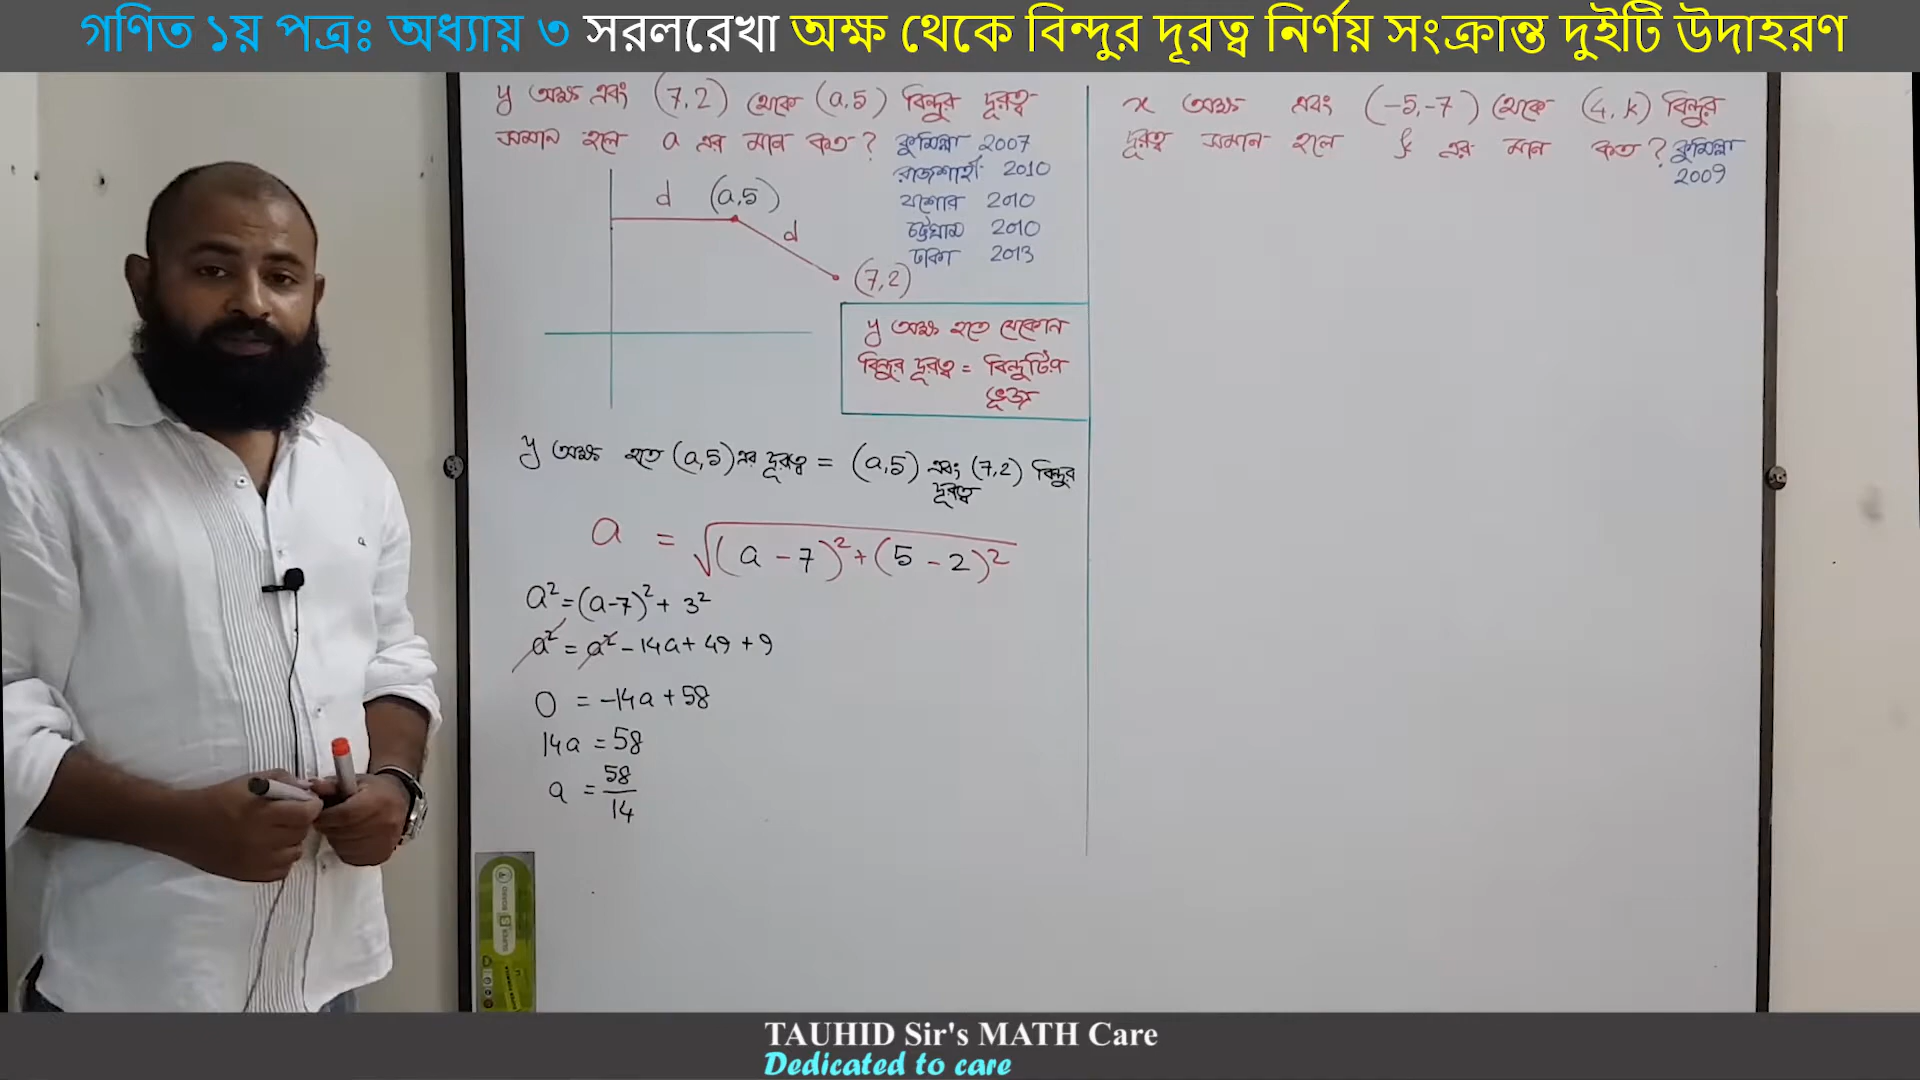 গণিত ১য় পত্রঃ অধ্যায় ৩ সরলরেখা অক্ষ থেকে বিন্দুর দূরত্ব নির্ণয় সংক্রান্ত দুইটি উদাহরণ
y অক্ষ এবং (7,2) থেকে (a,5) বিন্দুর দূরত্ব
সমান হলে a এর মান কত? কুমিল্লা 2007
রাজশাহী 2010
যশোর 2010
চট্টগ্রাম 2010
ঢাকা 2013
d (a,5)
d
(7,2)
y অক্ষ হতে যেকোন
বিন্দুর দূরত্ব = বিন্দুটির
ভূজ
y অক্ষ হতে (a,5) এর দূরত্ব = (a,5) এবং (7,2) বিন্দুর
দূরত্ব
a = √(a-7)²+(5-2)²
a²=(a-7)²+3²
a²=a²-14a+49+9
0 = -14a+58
14a = 58
a = 58/14
x অক্ষ এবং (-5,-7) থেকে (4,k) বিন্দুর
দূরত্ব সমান হলে k এর মান কত? কুমিল্লা
2009
SUPER
BOARD
TAUHID Sir's MATH Care
Dedicated to care